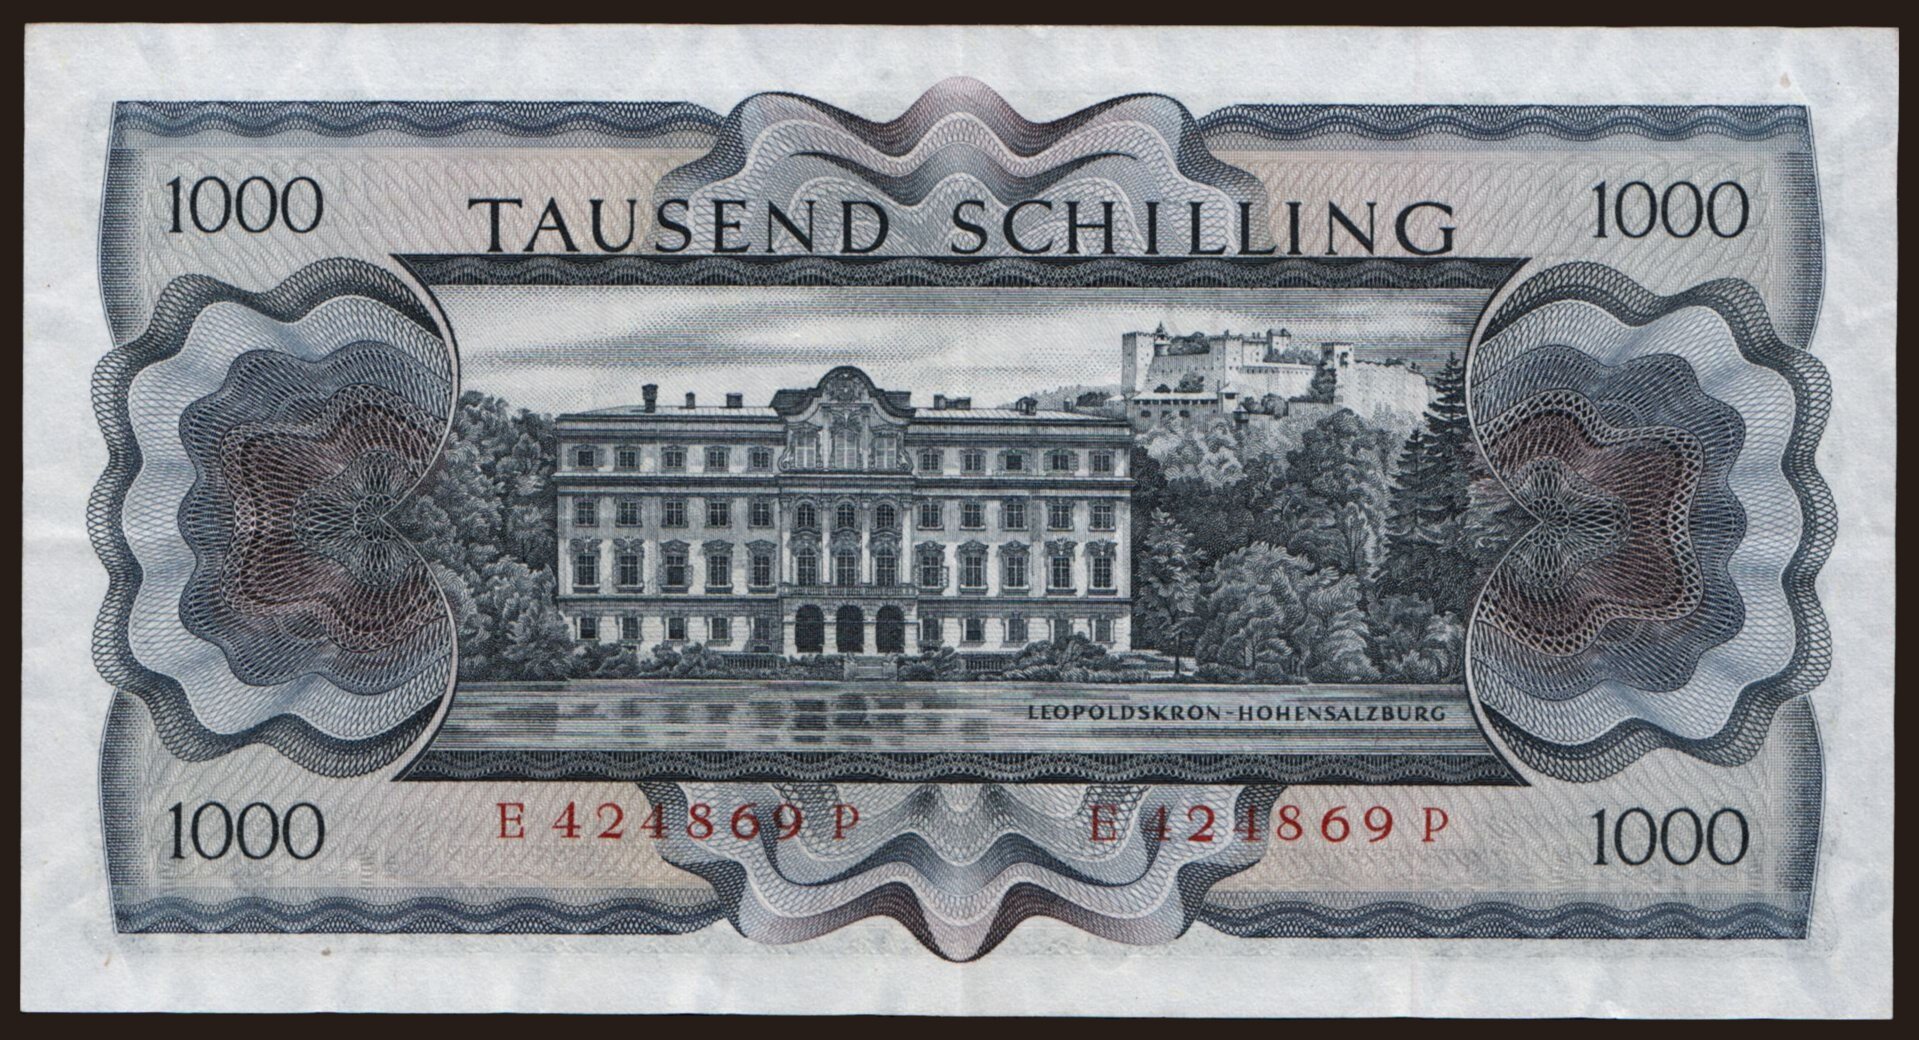 1000 1000
TAUSEND SCHILLING
LEOPOLDSKRON-HOHENSALZBURG
E 424869 P E 424869 P
1000 1000